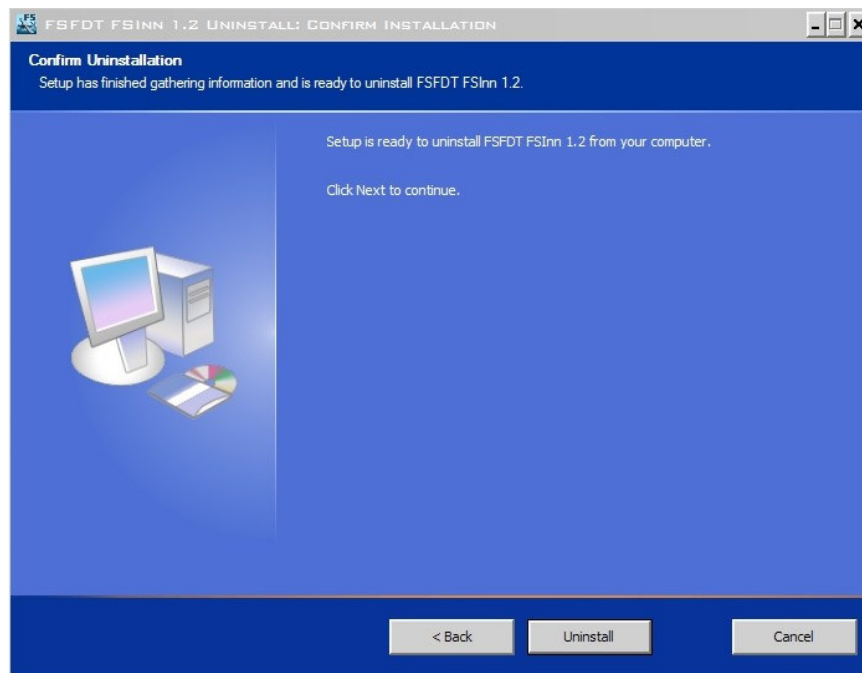 FSFDT FSInn 1.2 Uninstall: Confirm Installation
Confirm Uninstallation
Setup has finished gathering information and is ready to uninstall FSFDT FSInn 1.2.
Setup is ready to uninstall FSFDT FSInn 1.2 from your computer.
Click Next to continue.
< Back
Uninstall
Cancel